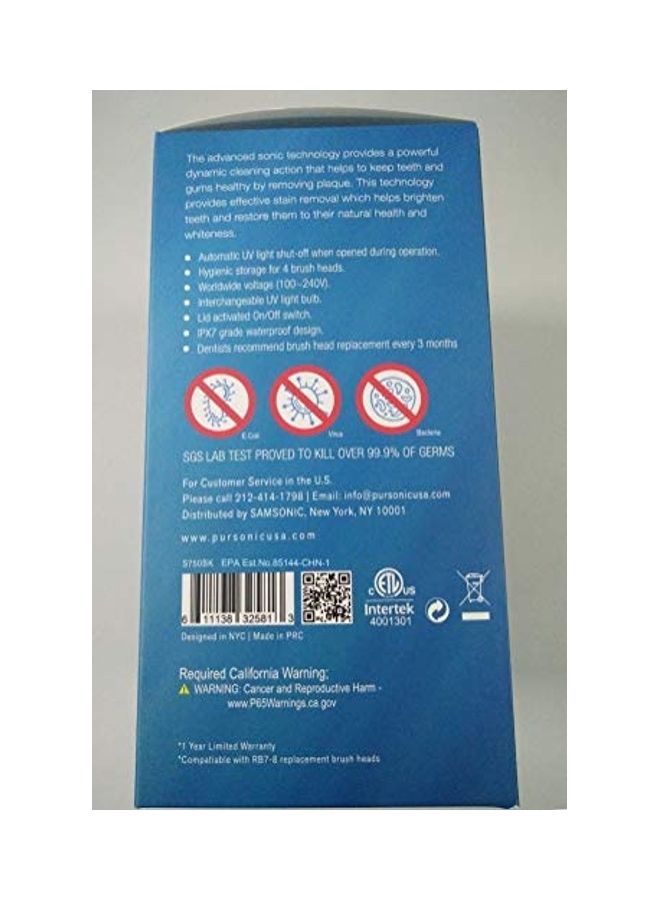 The advanced sonic technology provides a powerful
dynamic cleaning action that helps to keep teeth and
gums healthy by removing plaque. This technology
provides effective stain removal which helps brighten
teeth and restore them to their natural health and
whiteness.
• Automatic UV light shut-off when opened during operation.
• Hygienic storage for 4 brush heads.
• Worldwide voltage (100~240V).
• Interchangeable UV light bulb.
• Lid activated On/Off switch.
• IPX7 grade waterproof design.
• Dentists recommend brush head replacement every 3 months
E.Coli Virus Bacteria
SGS LAB TEST PROVED TO KILL OVER 99.9% OF GERMS
For Customer Service in the U.S.
Please call 212-414-1798 | Email: info@pursonicusa.com
Distributed by SAMSONIC, New York, NY 10001
www.pursonicusa.com
S750BK EPA Est.No.85144-CHN-1
6 11138 32581 3
C ETL US
Intertek
4001301
Designed in NYC | Made in PRC
Required California Warning:
WARNING: Cancer and Reproductive Harm -
www.P65Warnings.ca.gov
*1 Year Limited Warranty
*Compatiable with RB7-8 replacement brush heads